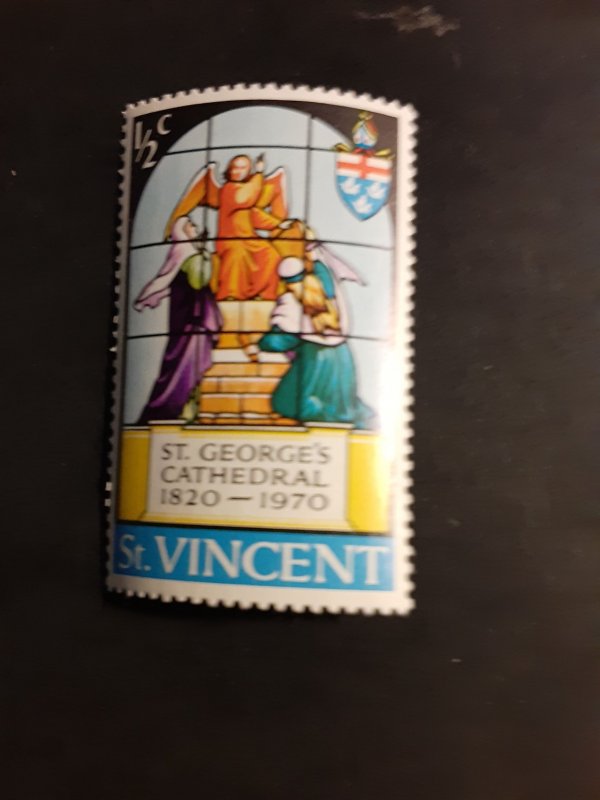 ½c
ST. GEORGE'S
CATHEDRAL
1820 — 1970
St. VINCENT